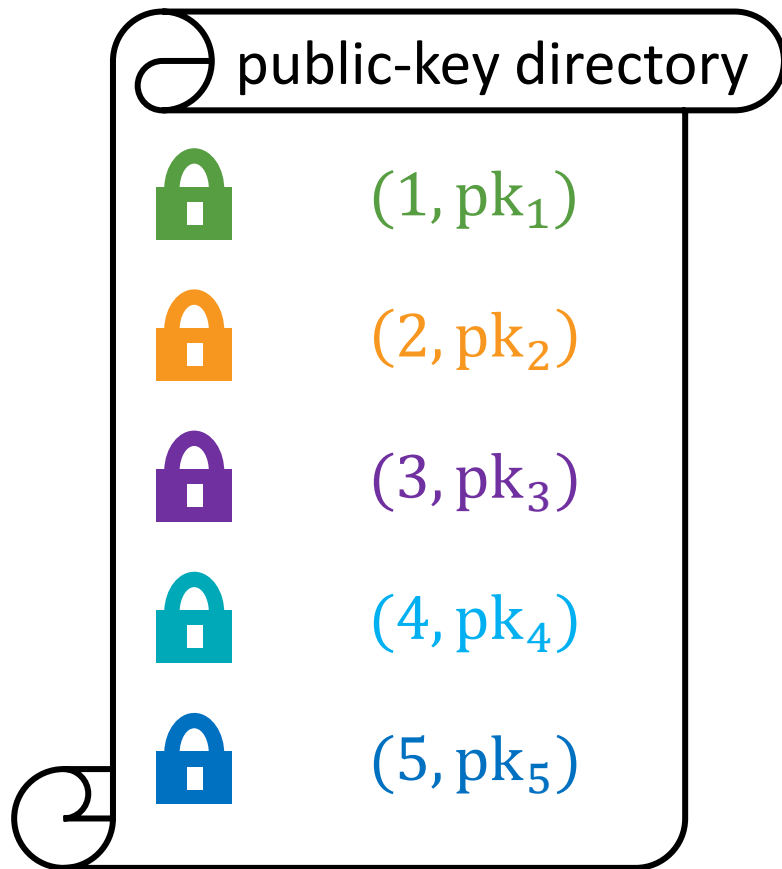 public-key directory
(1, pk₁)
(2, pk₂)
(3, pk₃)
(4, pk₄)
(5, pk₅)